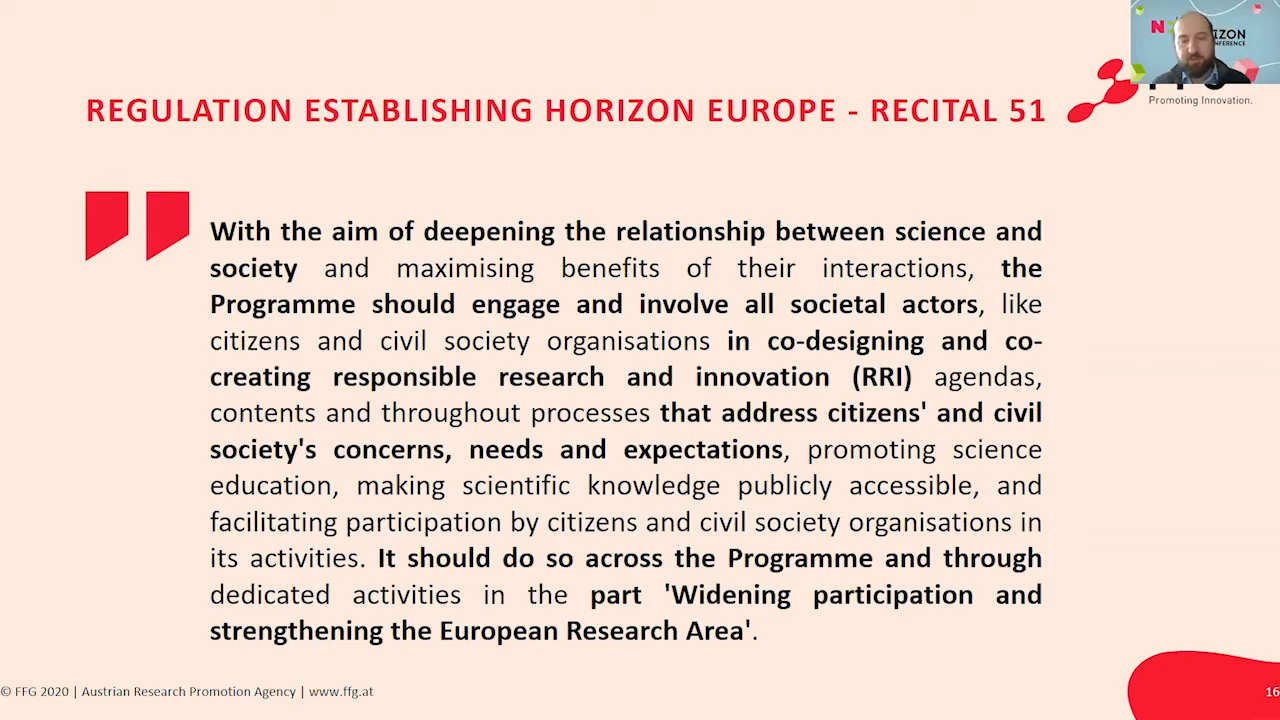 REGULATION ESTABLISHING HORIZON EUROPE - RECITAL 51
With the aim of deepening the relationship between science and
society and maximising benefits of their interactions, the
Programme should engage and involve all societal actors, like
citizens and civil society organisations in co-designing and co-
creating responsible research and innovation (RRI) agendas,
contents and throughout processes that address citizens' and civil
society's concerns, needs and expectations, promoting science
education, making scientific knowledge publicly accessible, and
facilitating participation by citizens and civil society organisations in
its activities. It should do so across the Programme and through
dedicated activities in the part 'Widening participation and
strengthening the European Research Area'.
Promoting Innovation.
© FFG 2020 | Austrian Research Promotion Agency | www.ffg.at
16